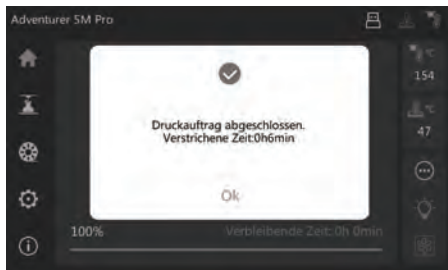 Adventurer 5M Pro
°C
154
Druckauftrag abgeschlossen.
Verstrichene Zeit:0h6min
°C
47
Ok
100%
Verbleibende Zeit: 0h 0min